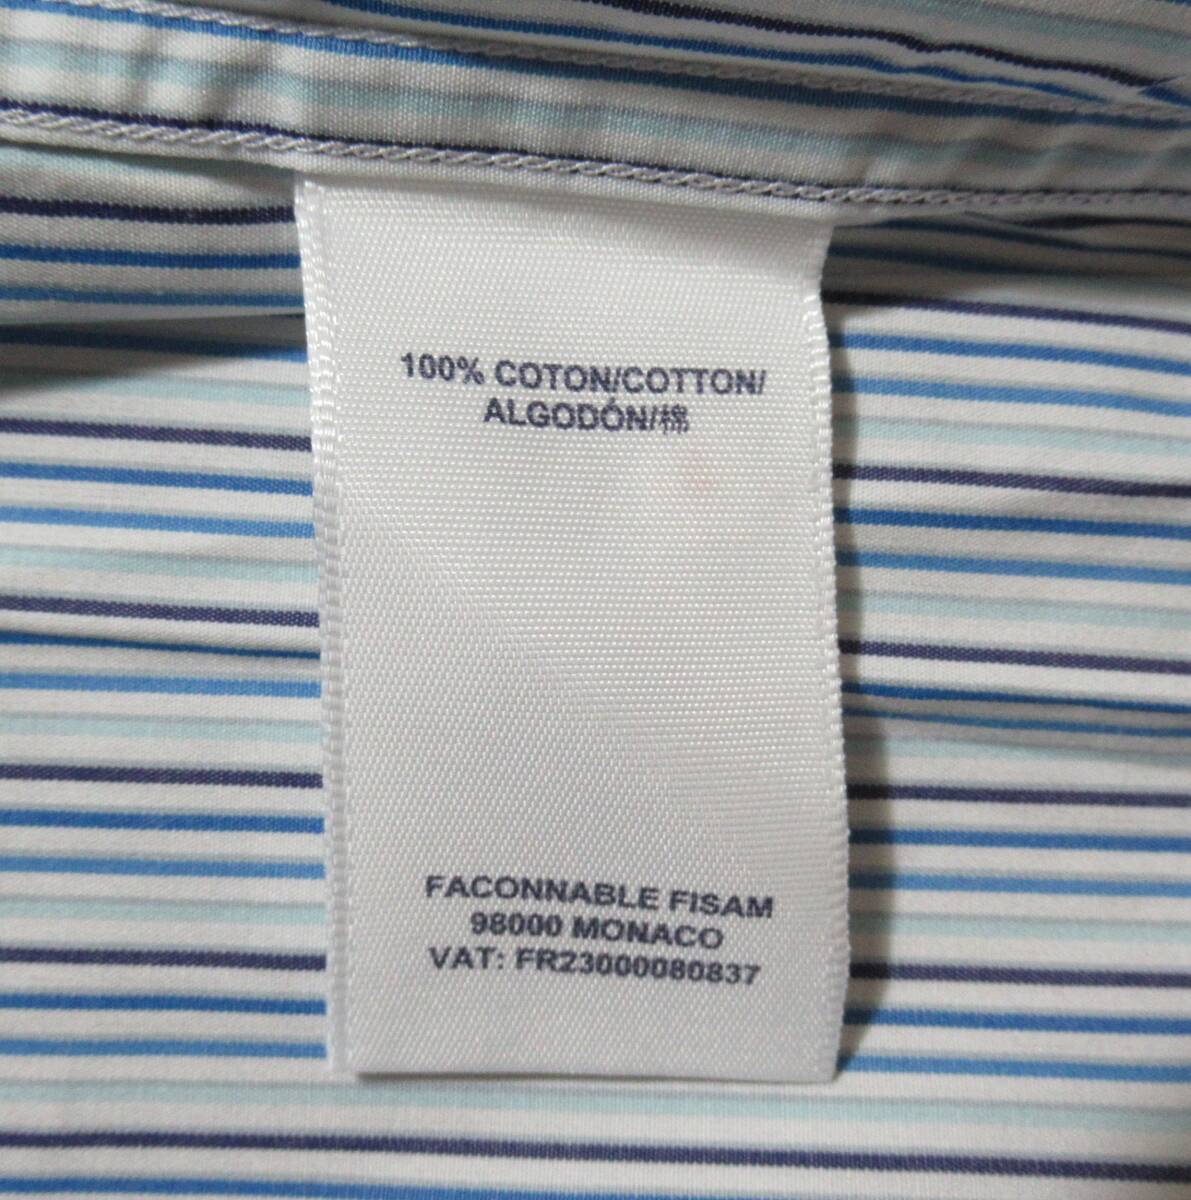 100% COTON/COTTON/
ALGODÓN/棉
FACONNABLE FISAM
98000 MONACO
VAT: FR23000080837